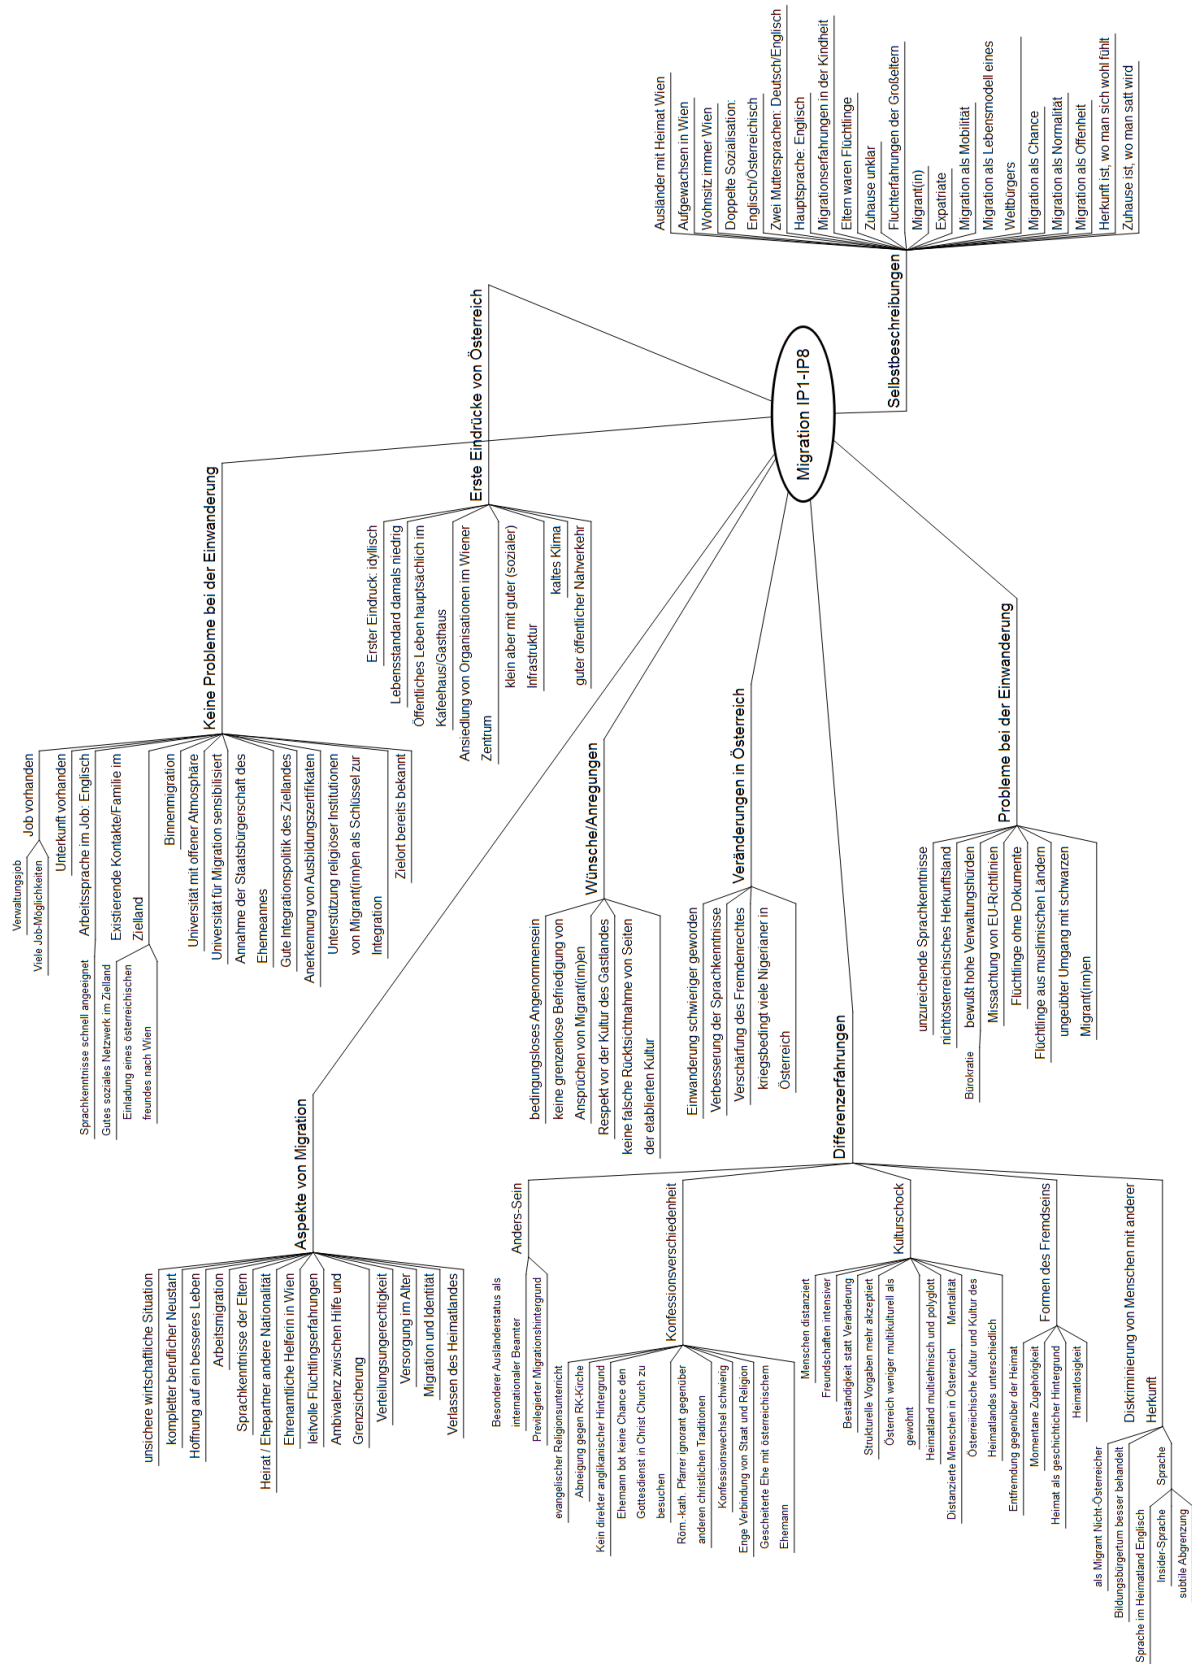 Migration IP1-IP8
Selbstbeschreibungen
Ausländer mit Heimat Wien
Aufgewachsen in Wien
Wohnsitz immer Wien
Doppelte Sozialisation:
Englisch/Österreichisch
Zwei Muttersprachen: Deutsch/Englisch
Hauptsprache: Englisch
Migrationserfahrungen in der Kindheit
Eltern waren Flüchtlinge
Zuhause unklar
Fluchterfahrungen der Großeltern
Migrant(in)
Expatriate
Migration als Mobilität
Migration als Lebensmodell eines
Weltbürgers
Migration als Chance
Migration als Normalität
Migration als Offenheit
Herkunft ist, wo man sich wohl fühlt
Zuhause ist, wo man satt wird
Erste Eindrücke von Österreich
Erster Eindruck: idyllisch
Lebensstandard damals niedrig
Öffentliches Leben hauptsächlich im
Kafeehaus/Gasthaus
Ansiedlung von Organisationen im Wiener
Zentrum
klein aber mit guter (sozialer)
Infrastruktur
kaltes Klima
guter öffentlicher Nahverkehr
Keine Probleme bei der Einwanderung
Job vorhanden
Verwaltungsjob
Viele Job-Möglichkeiten
Unterkunft vorhanden
Arbeitssprache im Job: Englisch
Sprachkenntnisse schnell angeeignet
Existierende Kontakte/Familie im
Zielland
Gutes soziales Netzwerk im Zielland
Einladung eines österreichischen
freundes nach Wien
Binnenmigration
Universität mit offener Atmosphäre
Universität für Migration sensibilisiert
Annahme der Staatsbürgerschaft des
Ehemannes
Gute Integrationspolitik des Ziellandes
Anerkennung von Ausbildungszertifikaten
Unterstützung religiöser Institutionen
von Migrant(inn)en als Schlüssel zur
Integration
Zielort bereits bekannt
Aspekte von Migration
unsichere wirtschaftliche Situation
kompletter beruflicher Neustart
Hoffnung auf ein besseres Leben
Arbeitsmigration
Sprachkenntnisse der Eltern
Heirat / Ehepartner andere Nationalität
Ehrenamtliche Helferin in Wien
leitvolle Flüchtlingserfahrungen
Ambivalenz zwischen Hilfe und
Grenzsicherung
Verteilungsungerechtigkeit
Versorgung im Alter
Migration und Identität
Verlassen des Heimatlandes
Wünsche/Anregungen
bedingungsloses Angenommensein
keine grenzenlose Befriedigung von
Ansprüchen von Migrant(inn)en
Respekt vor der Kultur des Gastlandes
keine falsche Rücktsichtnahme von Seiten
der etablierten Kultur
Veränderungen in Österreich
Einwanderung schwieriger geworden
Verbesserung der Sprachkenntnisse
Verschärfung des Fremdenrechtes
kriegsbedingt viele Nigerianer in
Österreich
Differenzerfahrungen
Anders-Sein
Besonderer Ausländerstatus als
internationaler Beamter
Previlegierter Migrationshintergrund
Konfessionsverschiedenheit
evangelischer Religionsunterricht
Abneigung gegen RK-Kirche
Kein direkter anglikanischer Hintergrund
Ehemann bot keine Chance den
Gottesdienst in Christ Church zu
besuchen
Röm.-kath. Pfarrer ignorant gegenüber
anderen christlichen Traditionen
Konfessionswechsel schwierig
Enge Verbindung von Staat und Religion
Gescheiterte Ehe mit österreichischem
Ehemann
Kulturschock
Menschen distanziert
Freundschaften intensiver
Beständigkeit statt Veränderung
Strukturelle Vorgaben mehr akzeptiert
Österreich weniger multikulturell als
gewohnt
Heimatland multiethnisch und polyglott
Distanzierte Menschen in Österreich Mentalität
Österreichische Kultur und Kultur des
Heimatlandes unterschiedlich
Formen des Fremdseins
Entfremdung gegenüber der Heimat
Momentane Zugehörigkeit
Heimat als geschichtlicher Hintergrund
Heimatlosigkeit
Diskriminierung von Menschen mit anderer
Herkunft
als Migrant Nicht-Österreicher
Bildungsbürgertum besser behandelt
Sprache
Sprache im Heimatland Englisch
Insider-Sprache
subtile Abgrenzung
Probleme bei der Einwanderung
unzureichende Sprachkenntnisse
nichtösterreichisches Herkunftsland
bewußt hohe Verwaltungshürden
Bürokratie
Missachtung von EU-Richtlinien
Flüchtlinge ohne Dokumente
Flüchtlinge aus muslimischen Ländern
ungeübter Umgang mit schwarzen
Migrant(inn)en